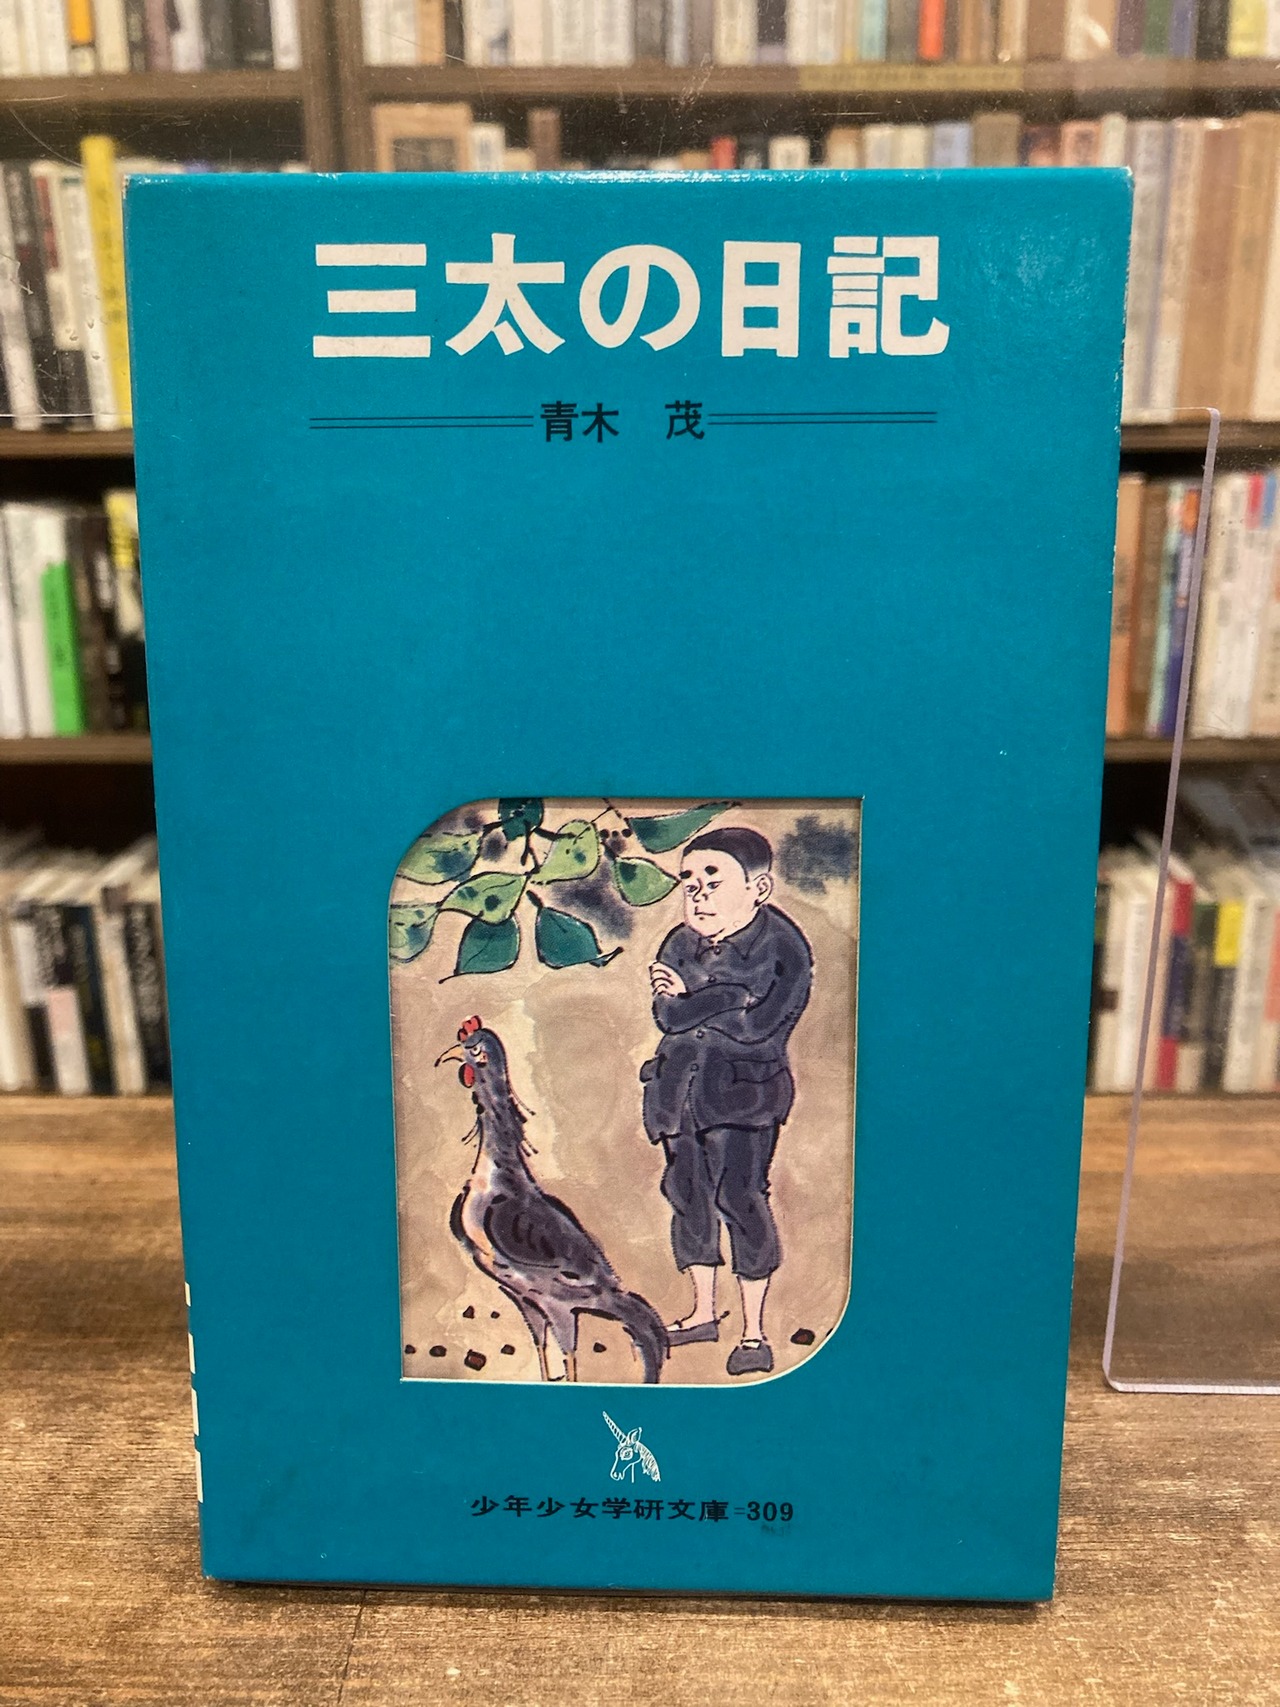 三太の日記
青木 茂
少年少女学研文庫=309